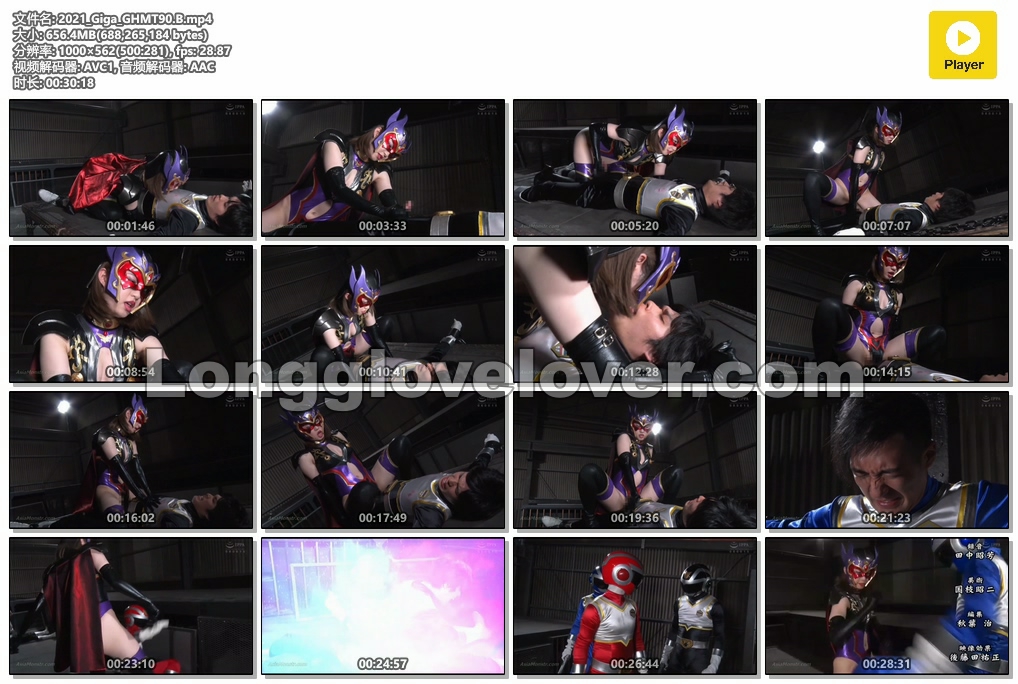 文件名: 2021_Giga_GHMT90.B.mp4
大小: 656.4MB(688,265,184 bytes)
分辨率: 1000×562(500:281), fps: 28.87
视频解码器: AVC1, 音频解码器: AAC
时长: 00:30:18
Player
00:01:46
00:03:33
00:05:20
00:07:07
00:08:54
00:10:41
00:12:28
00:14:15
Longglovelover.com
00:16:02
00:17:49
00:19:36
00:21:23
録音
田中昭芳
美術
国枝昭二
編集
秋葉 治
映像効果
後藤田祐正
00:23:10
00:24:57
00:26:44
00:28:31